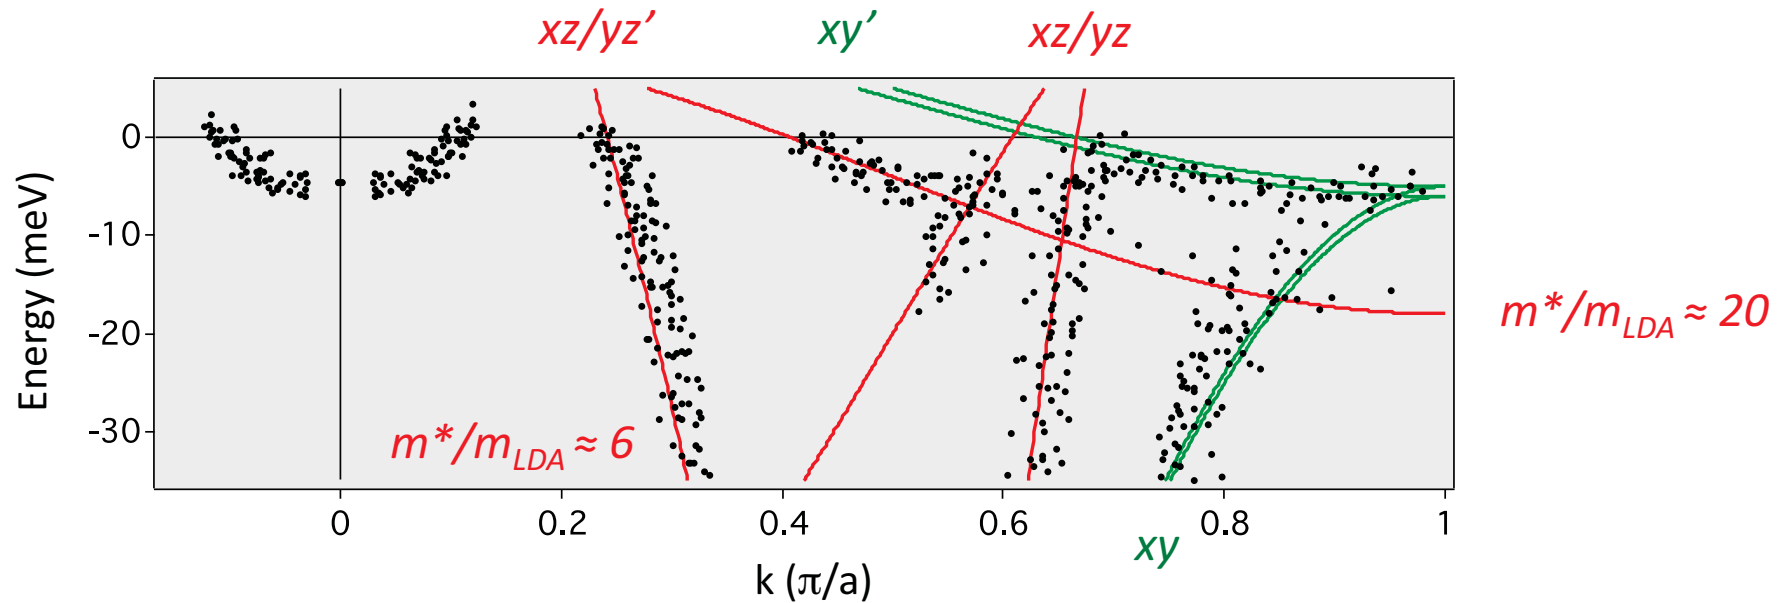 xz/yz’ xy’ xz/yz
0
-10
-20
-30
Energy (meV)
m*/mLDA ≈ 20
m*/mLDA ≈ 6
0 0.2 0.4 0.6 0.8 1
xy
k (π/a)